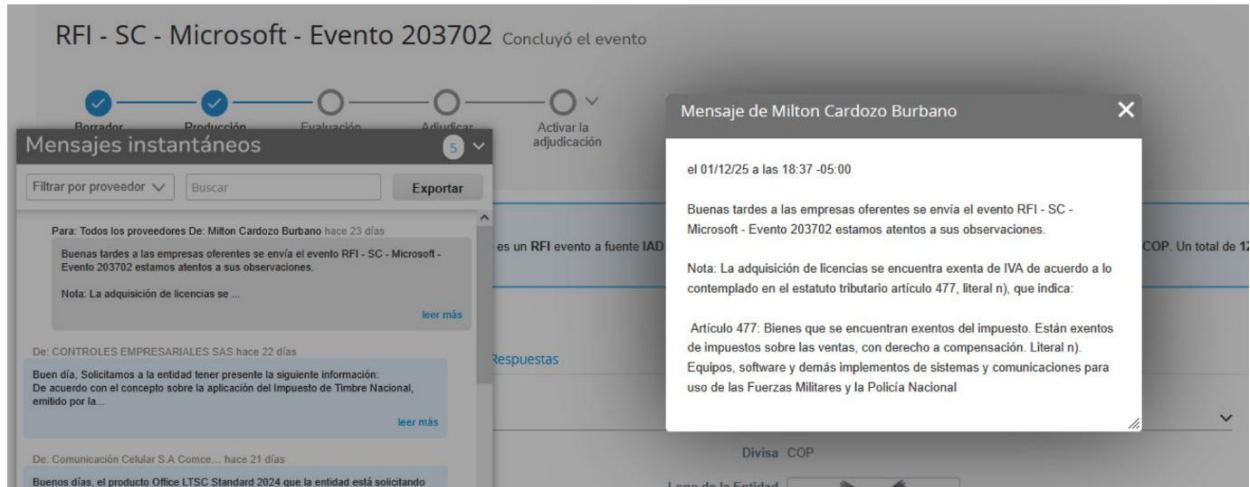 RFI - SC - Microsoft - Evento 203702 Concluyó el evento
Borrador Producción Evaluación Adjudicar Activar la
adjudicación
Mensajes instantáneos 5
Filtrar por proveedor Buscar Exportar
Para: Todos los proveedores De: Milton Cardozo Burbano hace 23 días
Buenas tardes a las empresas oferentes se envía el evento RFI - SC - Microsoft -
Evento 203702 estamos atentos a sus observaciones.
Nota: La adquisición de licencias se ...
leer más
De: CONTROLES EMPRESARIALES SAS hace 22 días
Buen día, Solicitamos a la entidad tener presente la siguiente información:
De acuerdo con el concepto sobre la aplicación del Impuesto de Timbre Nacional,
emitido por la...
leer más
De: Comunicación Celular S.A Comce... hace 21 días
Buenos días, el producto Office LTSC Standard 2024 que la entidad está solicitando
es un RFI evento a fuente IAD
COP. Un total de 12
Respuestas
Mensaje de Milton Cardozo Burbano
el 01/12/25 a las 18:37 -05:00
Buenas tardes a las empresas oferentes se envía el evento RFI - SC -
Microsoft - Evento 203702 estamos atentos a sus observaciones.
Nota: La adquisición de licencias se encuentra exenta de IVA de acuerdo a lo
contemplado en el estatuto tributario artículo 477, literal n), que indica:
Artículo 477: Bienes que se encuentran exentos del impuesto. Están exentos
de impuestos sobre las ventas, con derecho a compensación. Literal n).
Equipos, software y demás implementos de sistemas y comunicaciones para
uso de las Fuerzas Militares y la Policía Nacional
Divisa COP
Logo de la Entidad